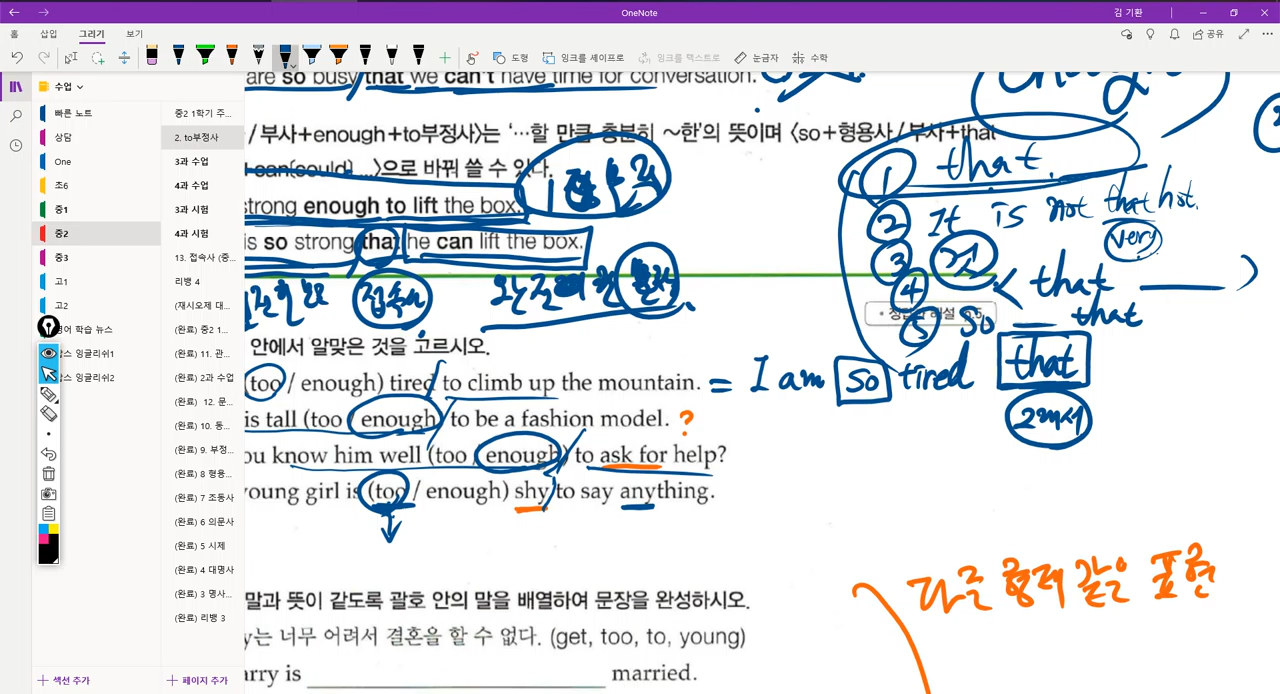 OneNote
김 기환
홈 삽입 그리기 보기
공유
도형 잉크를 셰이프로 잉크를 텍스트로 눈금자 수학
수업
빠른 노트
상담
One
초6
중1
중2
중3
고1
고2
영어 학습 뉴스
스 잉글리쉬1
스 잉글리쉬2
섹션 추가
중2 1학기 주...
2. to부정사
3과 수업
4과 수업
3과 시험
4과 시험
13. 접속사 (중...
리뱅 4
(재시오제 대...
(완료) 중2 1...
(완료) 11. 관...
(완료) 2과 수업
(완료) 12. 문...
(완료) 10. 동...
(완료) 9. 부정...
(완료) 8 형용...
(완료) 7 조동사
(완료) 6 의문사
(완료) 5 시제
(완료) 4 대명사
(완료) 3 명사...
(완료) 리뱅 3
페이지 추가
are so busy that we can't have time for conversation.
enough
/ 부사+enough+to부정사)는 '…할 만큼 충분히 ~한'의 뜻이며 〈so+형용사 / 부사+that
can(could) ...〉으로 바꿔 쓸 수 있다.
strong enough to lift the box.
is so strong that he can lift the box.
접속사
완전
① that.
② It is not that hot.
very
③
④ that
⑤ so that
안에서 알맞은 것을 고르시오.
(too / enough) tired to climb up the mountain. = I am so tired that
is tall (too / enough) to be a fashion model. ?
ou know him well (too / enough) to ask for help?
young girl is (too / enough) shy to say anything.
다른 형태 같은 표현
말과 뜻이 같도록 괄호 안의 말을 배열하여 문장을 완성하시오.
y는 너무 어려서 결혼을 할 수 없다. (get, too, to, young)
arry is married.